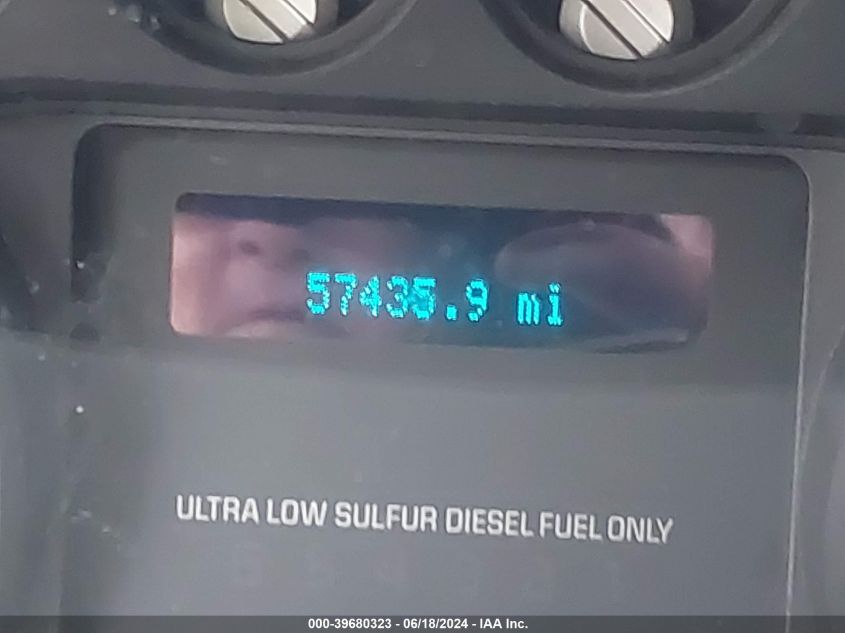 57435.9 mi
ULTRA LOW SULFUR DIESEL FUEL ONLY
000-39680323 - 06/18/2024 - IAA Inc.